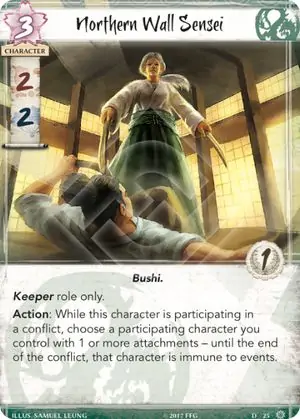 3
Northern Wall Sensei
CHARACTER
2
2
1
Bushi.
Keeper role only.
Action: While this character is participating
in a conflict, choose a participating character you
control with 1 or more attachments – until the
end of the conflict, that character is immune to events.
ILLUS. SAMUEL LEUNG
© 2017 FFG
D 25